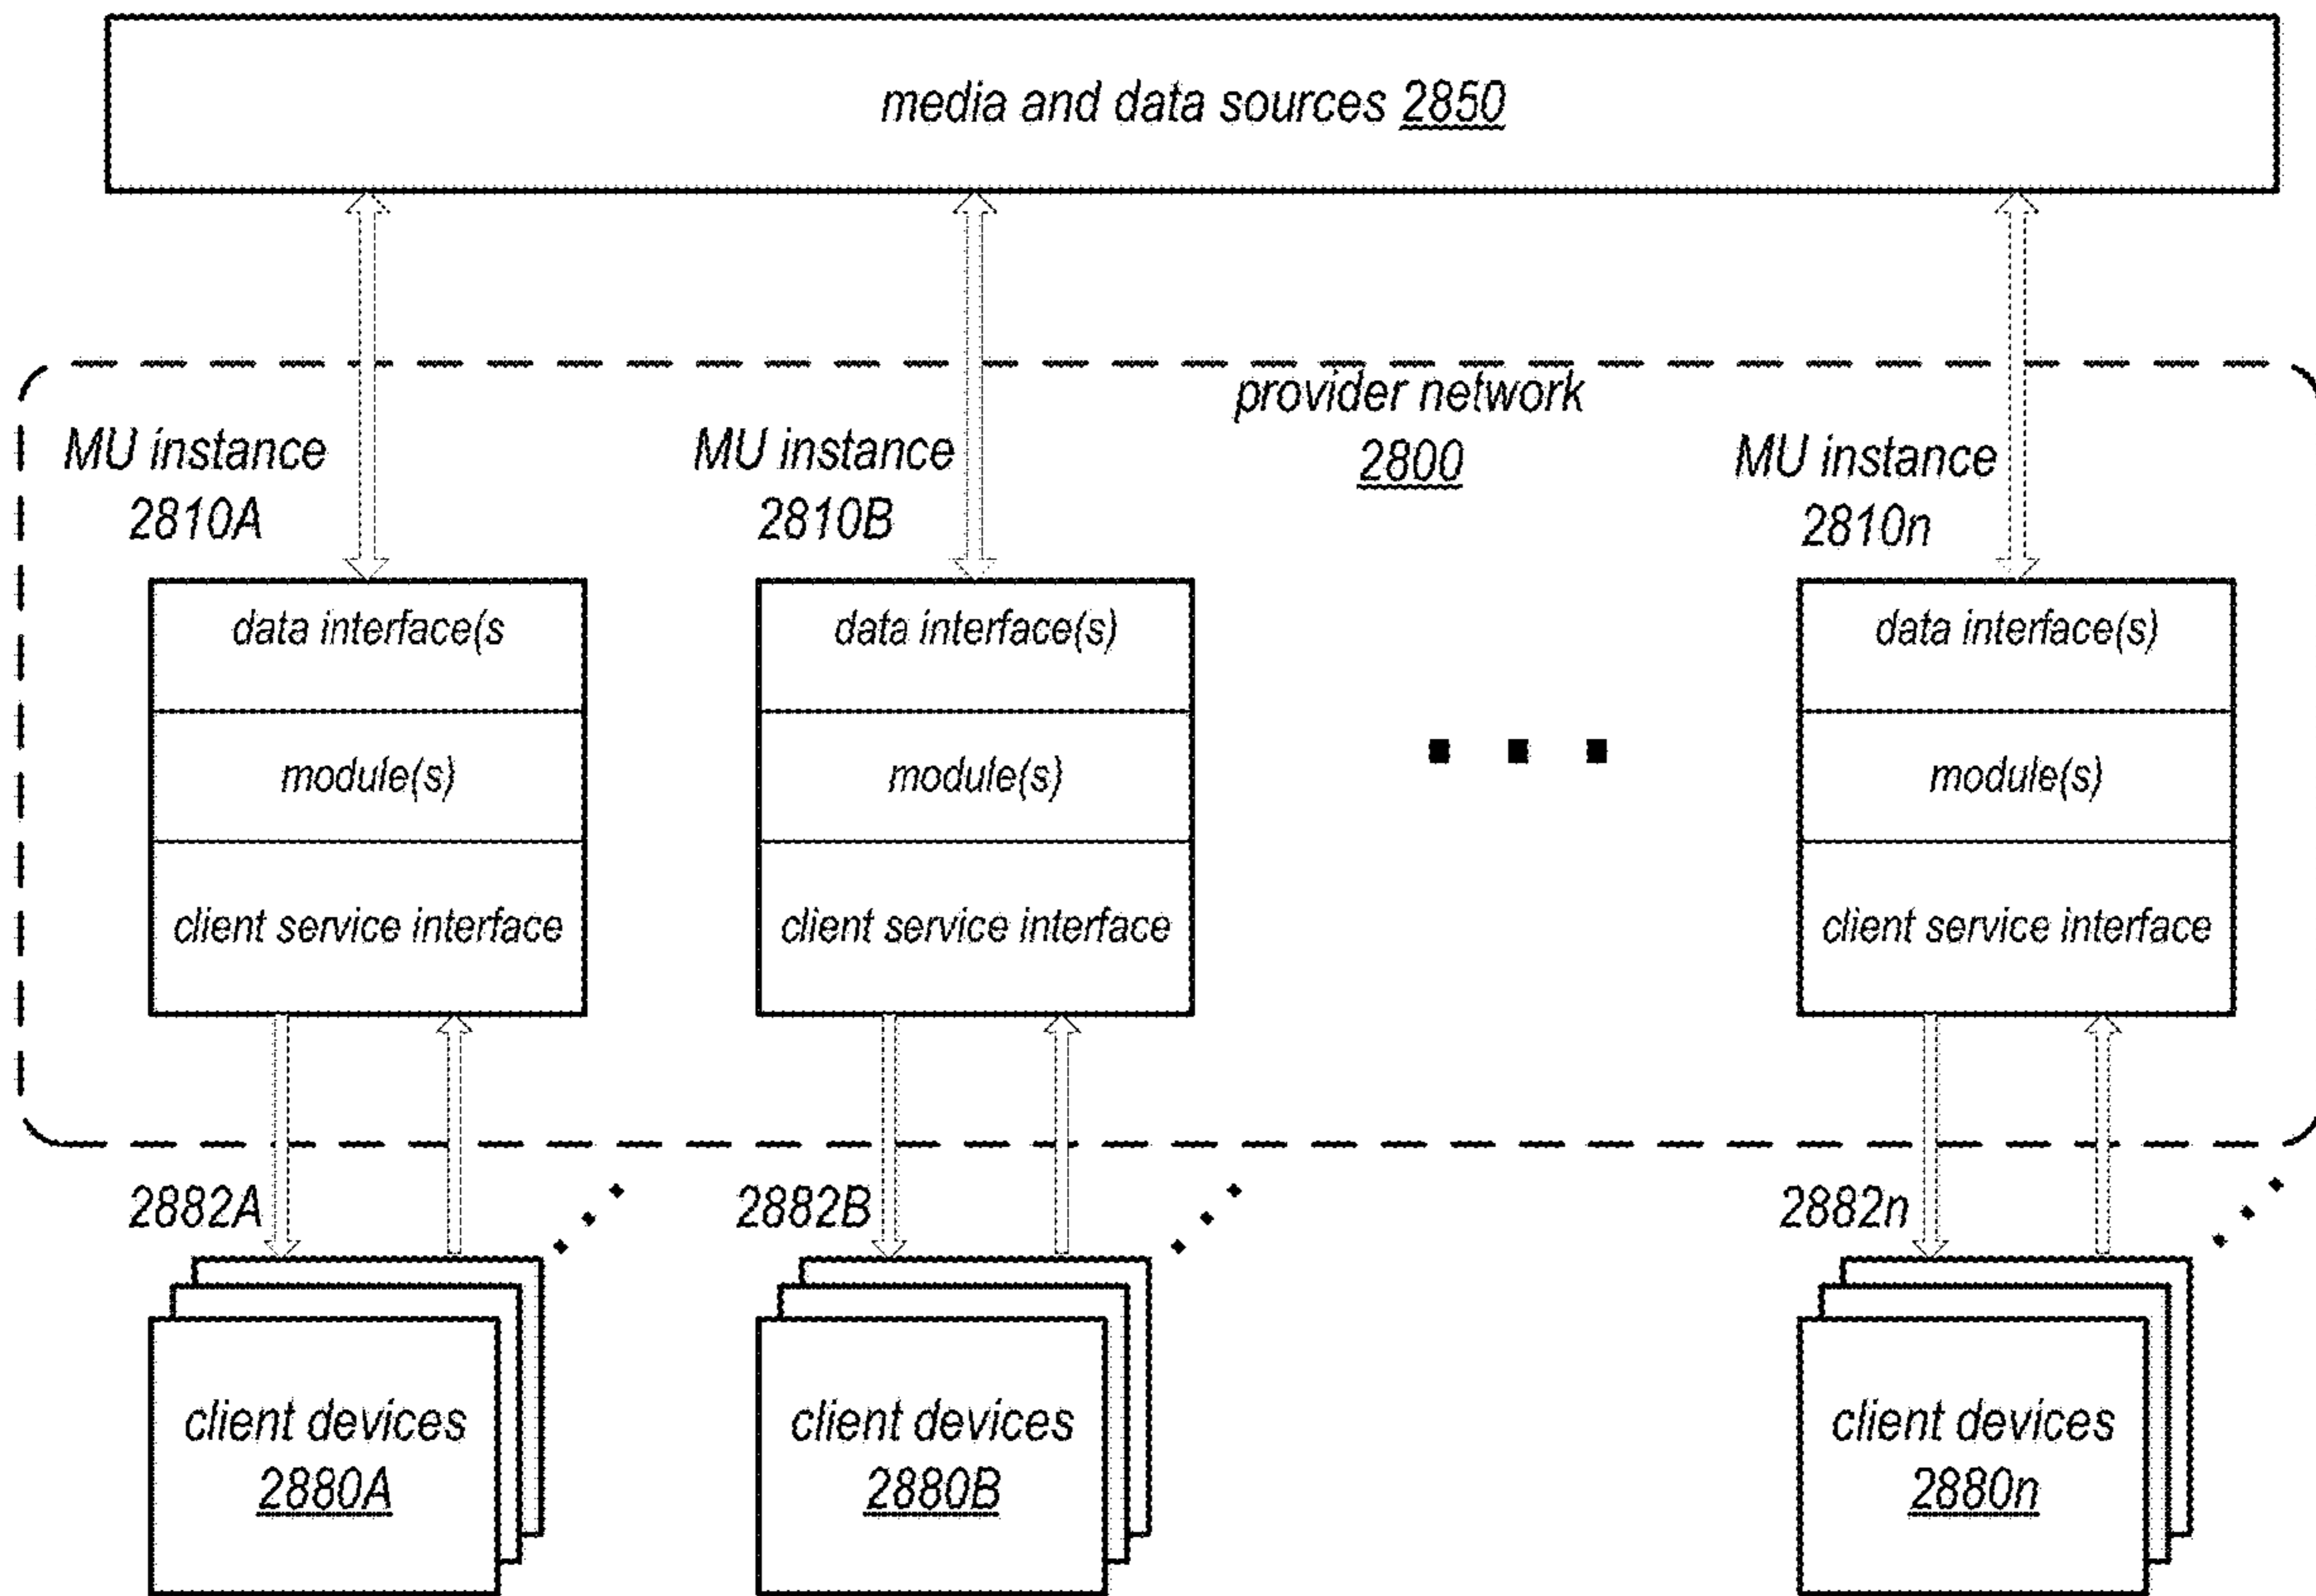 media and data sources 2850
provider network
2800
MU instance
2810A
MU instance
2810B
MU instance
2810n
data interface(s
module(s)
client service interface
data interface(s)
module(s)
client service interface
data interface(s)
module(s)
client service interface
2882A
2882B
2882n
client devices
2880A
client devices
2880B
client devices
2880n